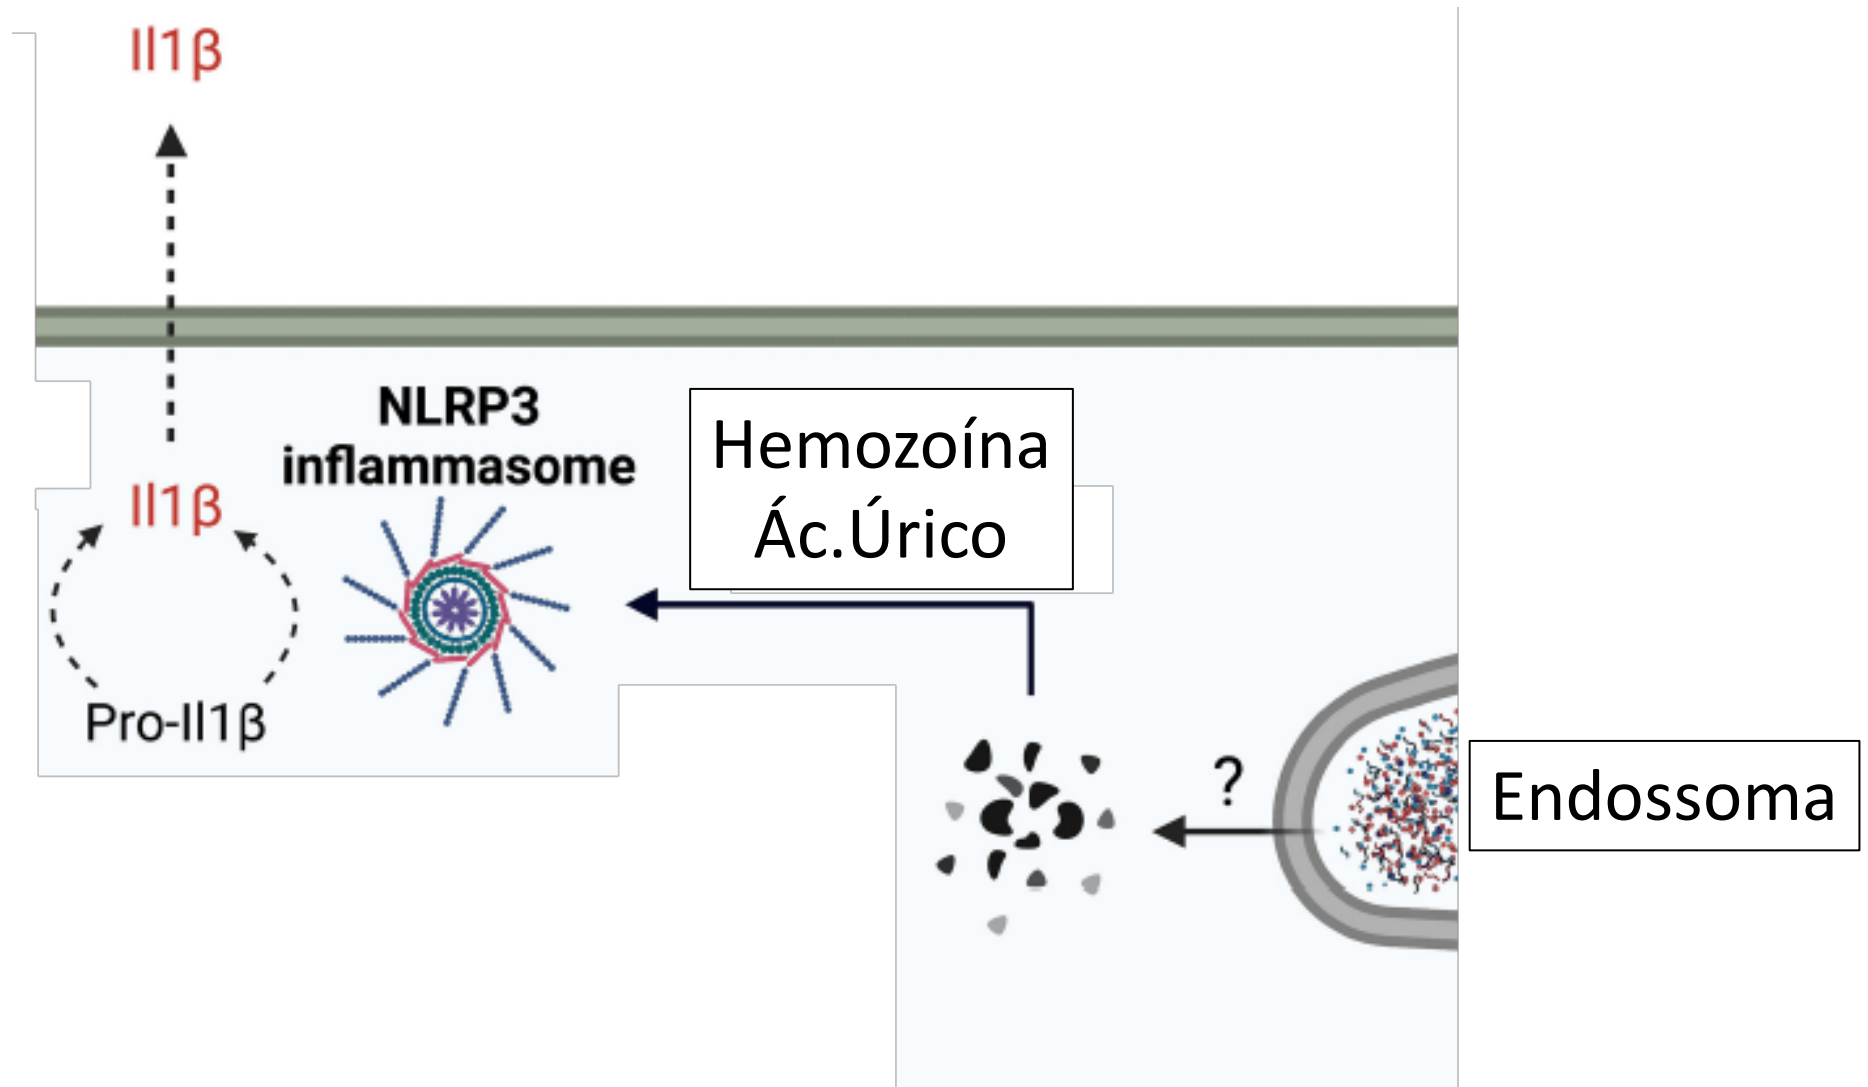 Il1β
NLRP3
inflammasome
Hemozoína
Ác.Úrico
Il1β
Pro-Il1β
?
Endossoma